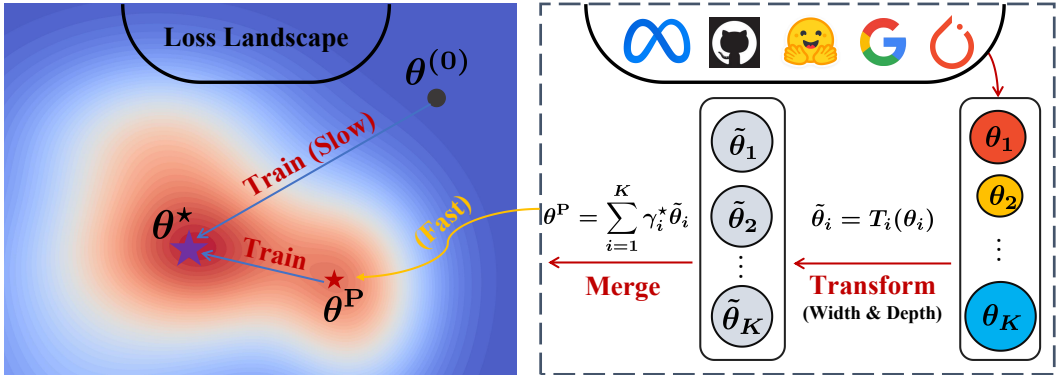 Loss Landscape
θ^(0)
Train (Slow)
θ^⋆
Train
θ^P
(Fast)
θ^P = ∑_{i=1}^{K} γ_i^⋆ θ̃_i
Merge
θ̃_1
θ̃_2
⋮
θ̃_K
θ̃_i = T_i(θ_i)
Transform
(Width & Depth)
θ_1
θ_2
⋮
θ_K